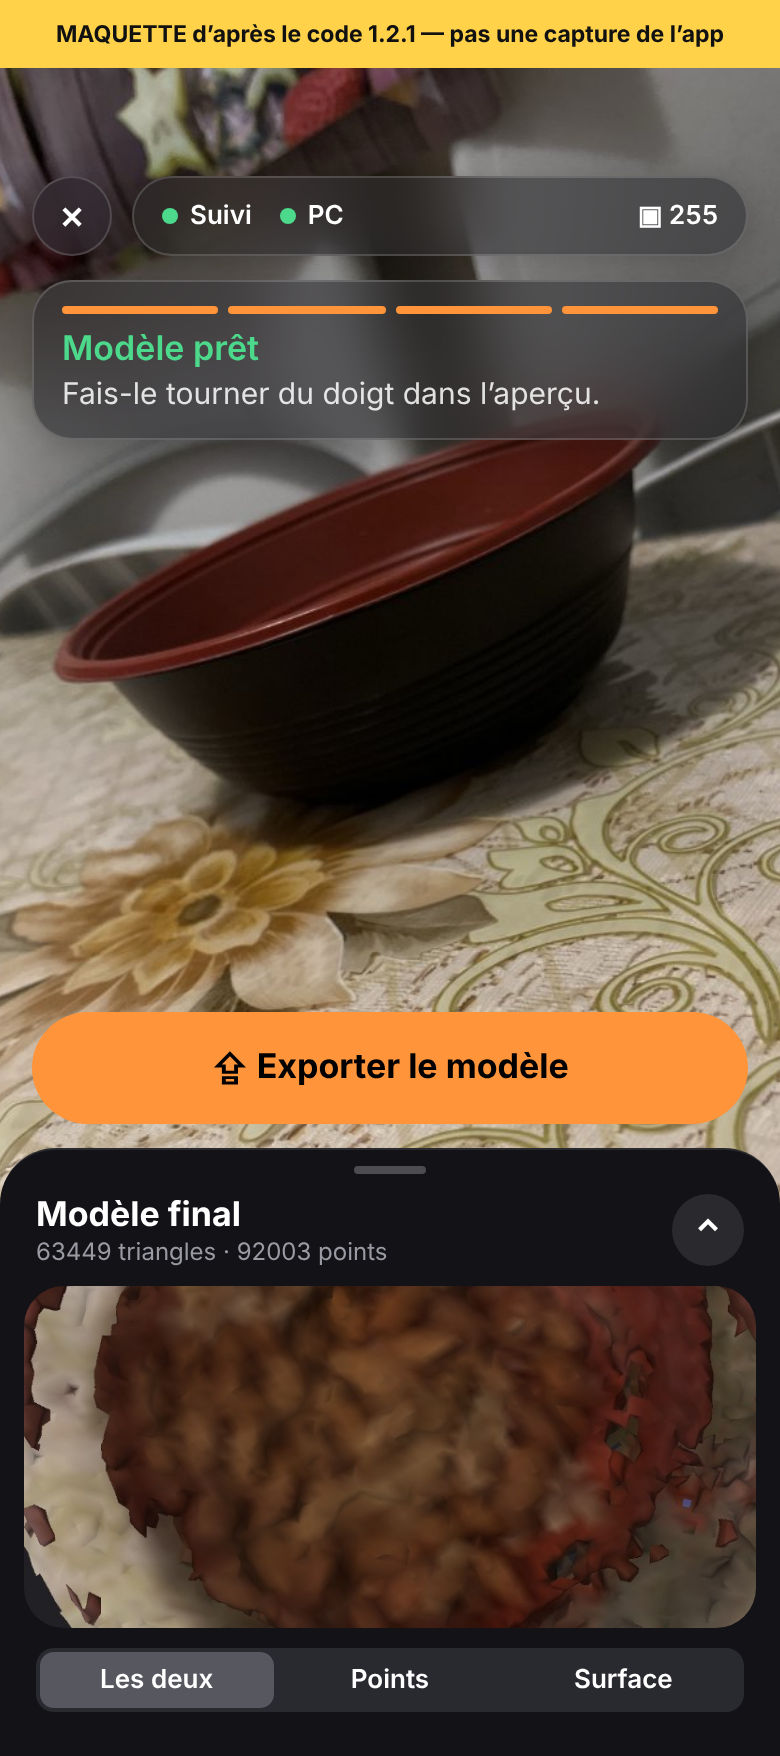 MAQUETTE d’après le code 1.2.1 — pas une capture de l’app
× Suivi PC ▣ 255
Modèle prêt
Fais-le tourner du doigt dans l’aperçu.
Exporter le modèle
Modèle final
63449 triangles · 92003 points
Les deux Points Surface